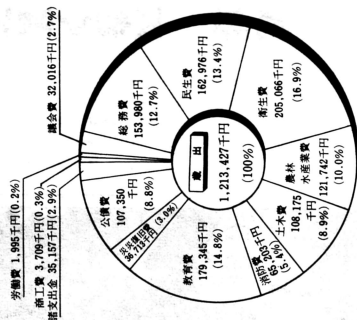 歳出
1,213,427千円
(100%)
議会費 32,016千円(2.7%)
総務費
153,980千円
(12.7%)
民生費
162,976千円
(13.4%)
衛生費
205,066千円
(16.9%)
農林
水産業費
121,742千円
(10.0%)
土木費
108,175
千円
(8.9%)
消防費
65,203千円
(5.4%)
教育費
179,345千円
(14.8%)
災害復旧費
36,713千円(3.0%)
公債費
107,350
千円
(8.8%)
諸支出金 35,157千円(2.9%)
商工費 3,709千円(0.3%)
労働費 1,995千円(0.2%)